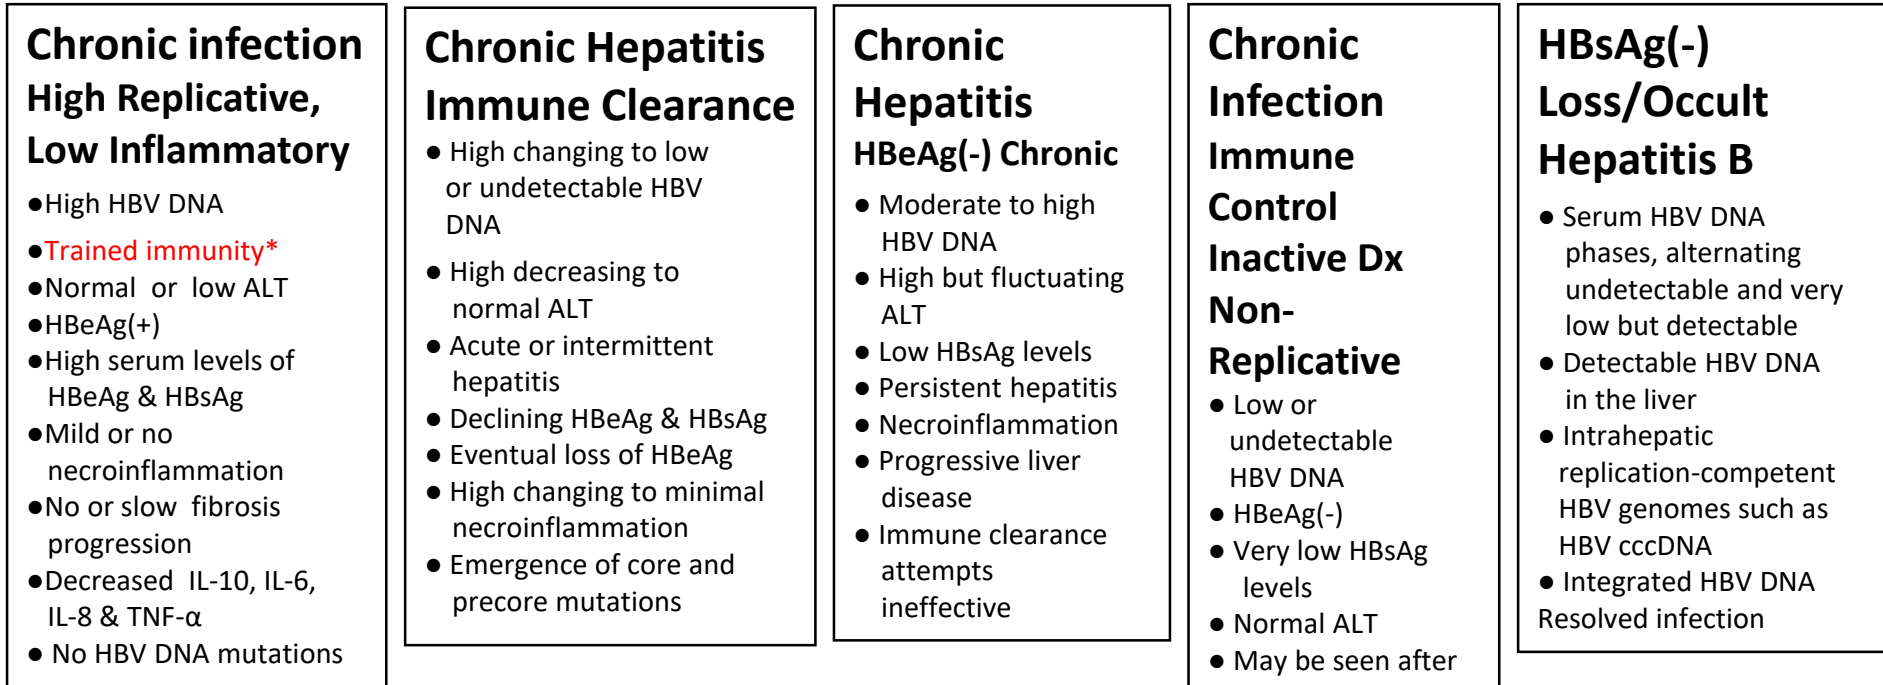 Chronic infection
High Replicative,
Low Inflammatory
●High HBV DNA
●Trained immunity*
●Normal or low ALT
●HBeAg(+)
●High serum levels of
HBeAg & HBsAg
●Mild or no
necroinflammation
●No or slow fibrosis
progression
●Decreased IL-10, IL-6,
IL-8 & TNF-α
● No HBV DNA mutations
Chronic Hepatitis
Immune Clearance
● High changing to low
or undetectable HBV
DNA
● High decreasing to
normal ALT
● Acute or intermittent
hepatitis
● Declining HBeAg & HBsAg
● Eventual loss of HBeAg
● High changing to minimal
necroinflammation
● Emergence of core and
precore mutations
Chronic
Hepatitis
HBeAg(-) Chronic
● Moderate to high
HBV DNA
● High but fluctuating
ALT
● Low HBsAg levels
● Persistent hepatitis
● Necroinflammation
● Progressive liver
disease
● Immune clearance
attempts
ineffective
Chronic
Infection
Immune
Control
Inactive Dx
Non-
Replicative
● Low or
undetectable
HBV DNA
● HBeAg(-)
● Very low HBsAg
levels
● Normal ALT
● May be seen after
HBsAg(-)
Loss/Occult
Hepatitis B
● Serum HBV DNA
phases, alternating
undetectable and very
low but detectable
● Detectable HBV DNA
in the liver
● Intrahepatic
replication-competent
HBV genomes such as
HBV cccDNA
● Integrated HBV DNA
Resolved infection